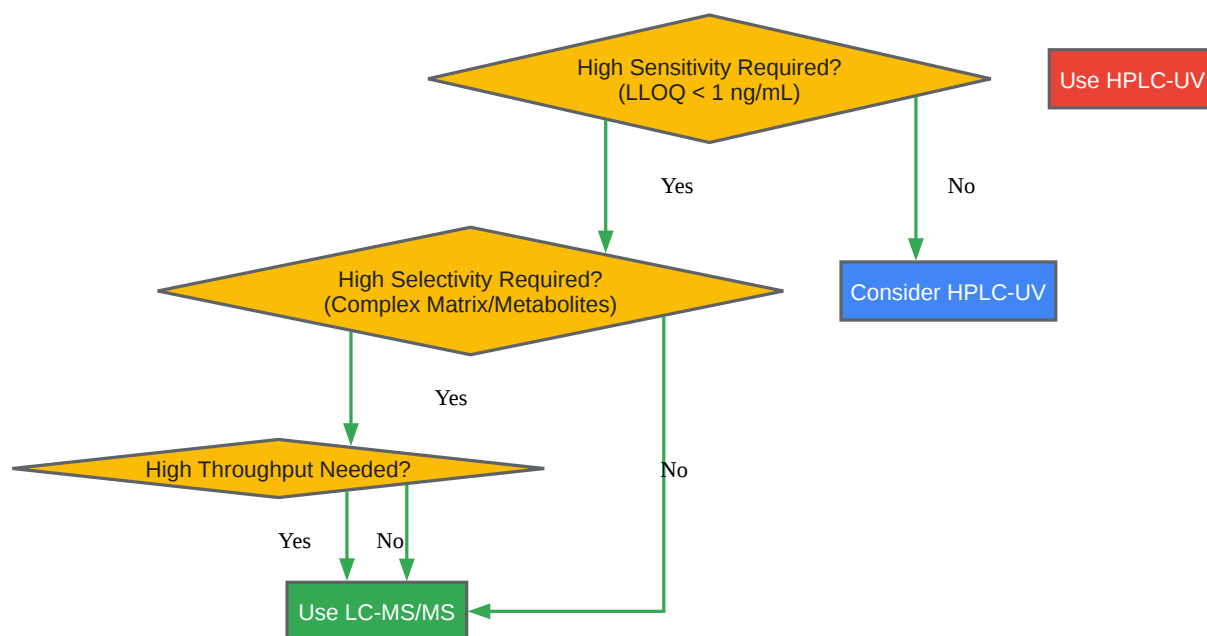 High Sensitivity Required?
(LLOQ < 1 ng/mL)
Use HPLC-UV
Yes
No
High Selectivity Required?
(Complex Matrix/Metabolites)
Consider HPLC-UV
Yes
High Throughput Needed?
No
Yes
No
Use LC-MS/MS